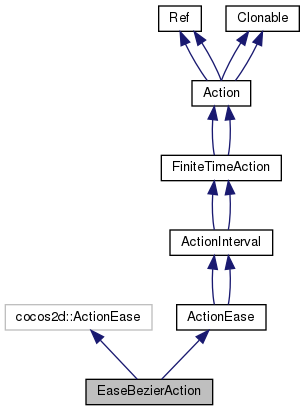 Ref
Clonable
Action
FiniteTimeAction
ActionInterval
cocos2d::ActionEase
ActionEase
EaseBezierAction